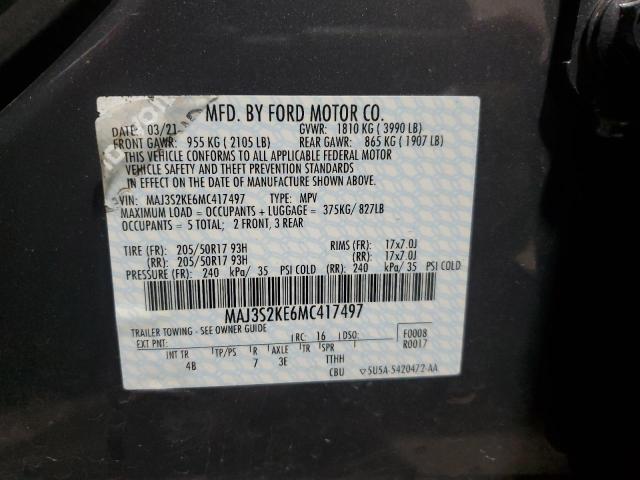 MFD. BY FORD MOTOR CO.
DATE: 03/21 GVWR: 1810 KG ( 3990 LB)
FRONT GAWR: 955 KG ( 2105 LB) REAR GAWR: 865 KG ( 1907 LB)
THIS VEHICLE CONFORMS TO ALL APPLICABLE FEDERAL MOTOR
VEHICLE SAFETY AND THEFT PREVENTION STANDARDS
IN EFFECT ON THE DATE OF MANUFACTURE SHOWN ABOVE.
VIN: MAJ3S2KE6MC417497 TYPE: MPV
MAXIMUM LOAD = OCCUPANTS + LUGGAGE = 375KG/ 827LB
OCCUPANTS = 5 TOTAL; 2 FRONT, 3 REAR
TIRE (FR): 205/50R17 93H RIMS (FR): 17x7.0J
(RR): 205/50R17 93H (RR): 17x7.0J
PRESSURE (FR): 240 kPa/ 35 PSI COLD (RR): 240 kPa/ 35 PSI COLD
MAJ3S2KE6MC417497
TRAILER TOWING - SEE OWNER GUIDE
EXT PNT: RC: 16 DSO: F0008
R0017
INT TR TP/PS R AXLE TR SPR
4B 7 3E TTHH
CBU 5U5A-5420472-AA